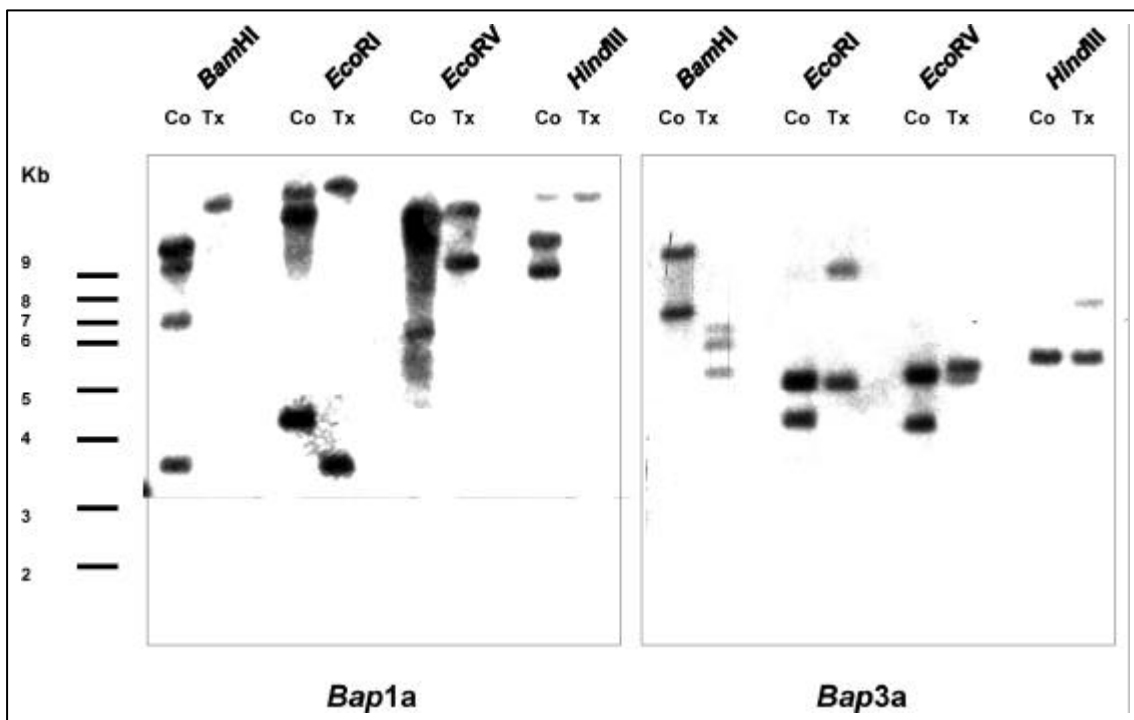 BamHI EcoRI EcoRV HindIII BamHI EcoRI EcoRV HindIII
Co Tx Co Tx Co Tx Co Tx Co Tx Co Tx Co Tx Co Tx
Kb
9
8
7
6
5
4
3
2
Bap1a Bap3a